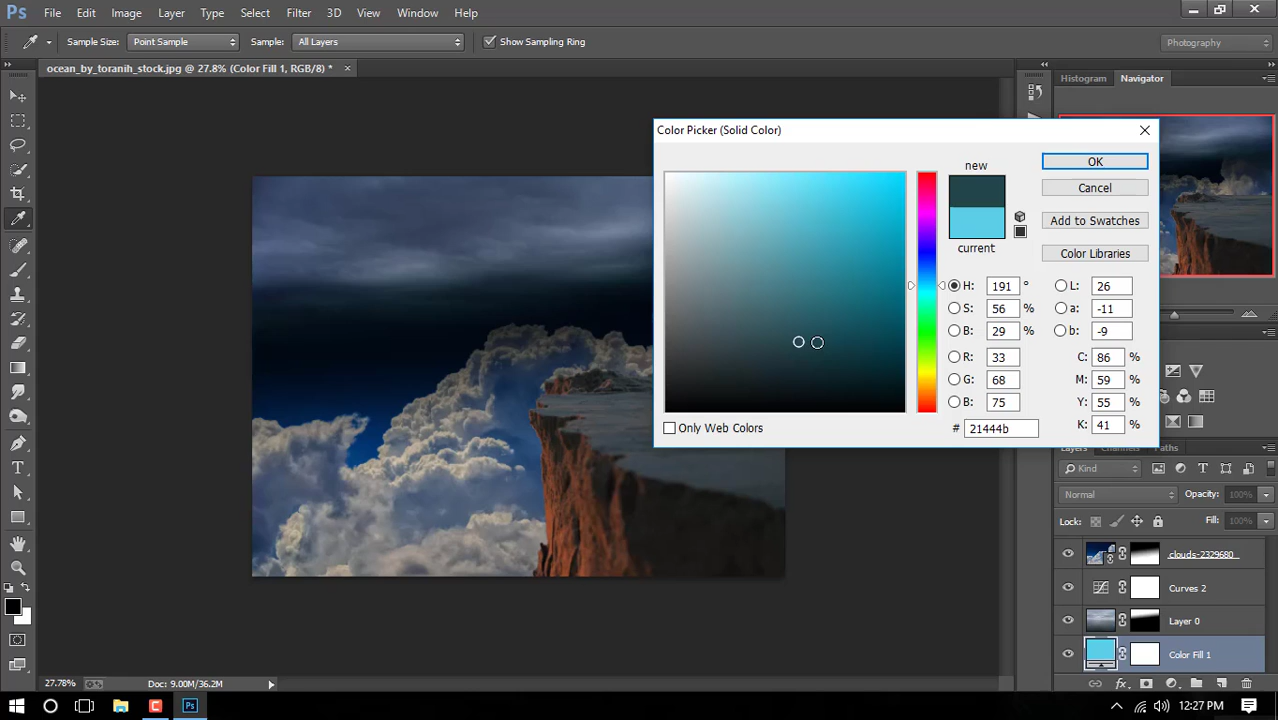 Ps File Edit Image Layer Type Select Filter 3D View Window Help
Sample Size: Point Sample Sample: All Layers Show Sampling Ring Photography
ocean_by_toranih_stock.jpg @ 27.8% (Color Fill 1, RGB/8) * ×
Histogram Navigator
Color Picker (Solid Color)
new
OK
Cancel
Add to Swatches
current
Color Libraries
H: 191 ° L: 26
S: 56 % a: -11
B: 29 % b: -9
R: 33 C: 86 %
G: 68 M: 59 %
B: 75 Y: 55 %
# 21444b K: 41 %
Only Web Colors
Layers Channels Paths
Kind
Normal Opacity: 100%
Lock: Fill: 100%
clouds-2329680_...
Curves 2
Layer 0
Color Fill 1
27.78% Doc: 9.00M/36.2M
Ps 12:27 PM